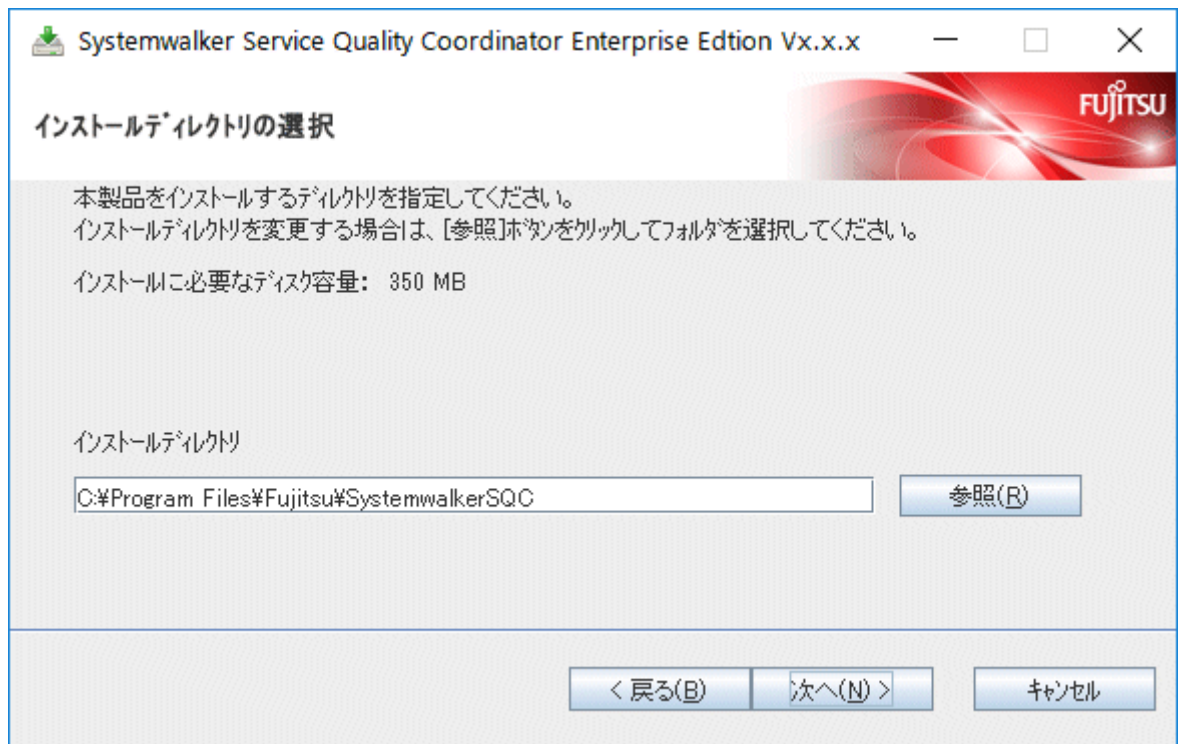 Systemwalker Service Quality Coordinator Enterprise Edtion Vx.x.x
インストールディレクトリの選択
FUJITSU
本製品をインストールするディレクトリを指定してください。
インストールディレクトリを変更する場合は、[参照]ボタンをクリックしてフォルダを選択してください。
インストールに必要なディスク容量: 350 MB
インストールディレクトリ
C:¥Program Files¥Fujitsu¥SystemwalkerSQC
参照(R)
< 戻る(B)
次へ(N) >
キャンセル